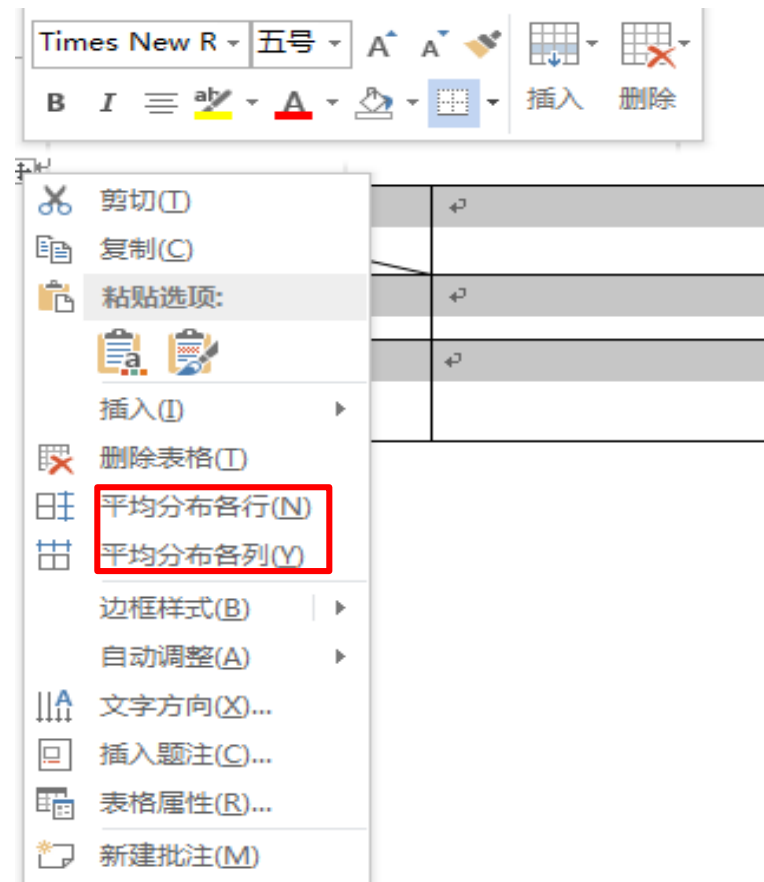 Times New R 五号 A A
B I ab A 插入 删除
剪切(T)
复制(C)
粘贴选项:
a
插入(I)
删除表格(T)
平均分布各行(N)
平均分布各列(Y)
边框样式(B)
自动调整(A)
文字方向(X)...
插入题注(C)...
表格属性(R)...
新建批注(M)